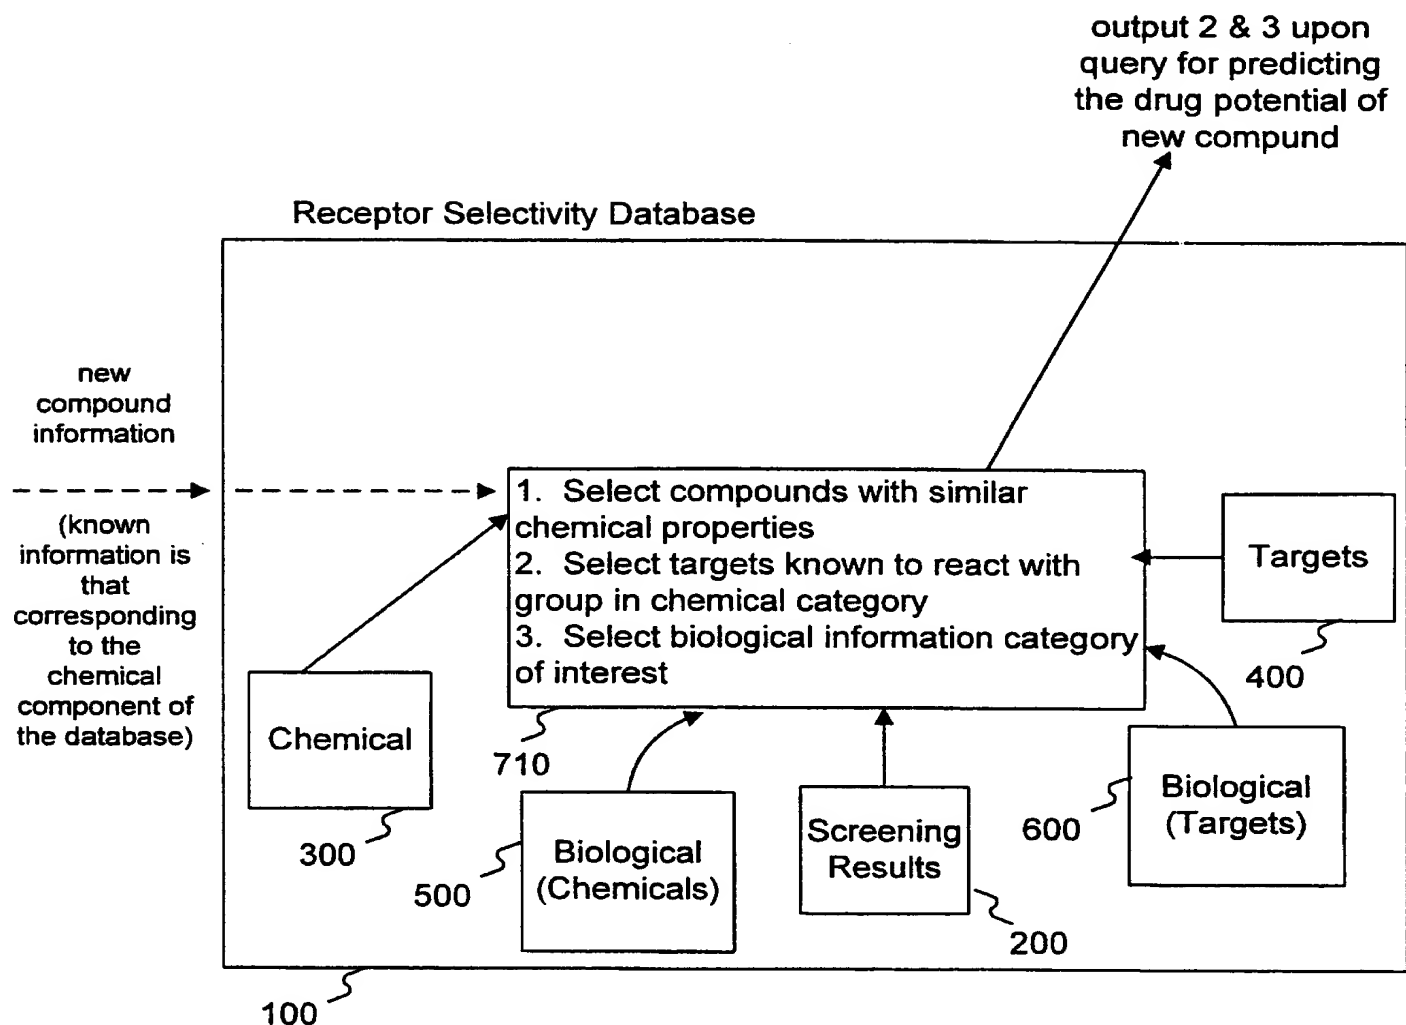 output 2 & 3 upon
query for predicting
the drug potential of
new compund
Receptor Selectivity Database
new
compound
information
(known
information is
that
corresponding
to the
chemical
component of
the database)
1. Select compounds with similar
chemical properties
2. Select targets known to react with
group in chemical category
3. Select biological information category
of interest
710
Targets
400
Chemical
300
Biological
(Chemicals)
500
Screening
Results
200
Biological
(Targets)
600
100